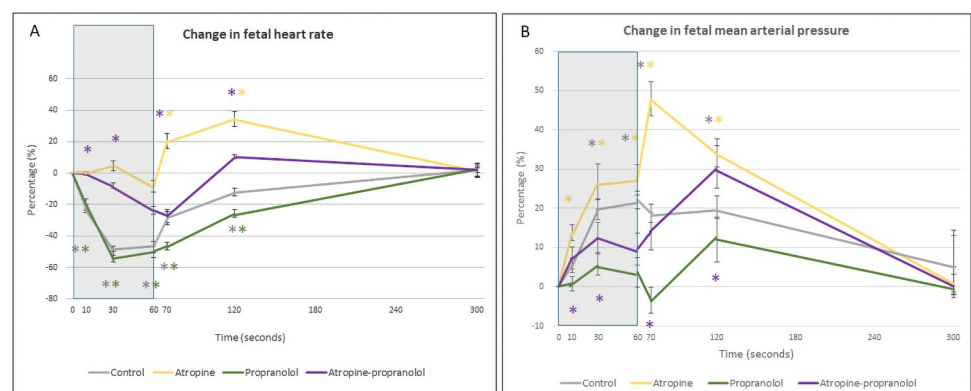 A
Change in fetal heart rate
60
40
20
0
-20
-40
-60
-80
Percentage (%)
0 10 30 60 70 120 240 300
Time (seconds)
Control Atropine Propranolol Atropine-propranolol
B
Change in fetal mean arterial pressure
60
50
40
30
20
10
0
-10
Percentage (%)
0 10 30 60 70 120 240 300
Time (seconds)
Control Atropine Propranolol Atropine-propranolol